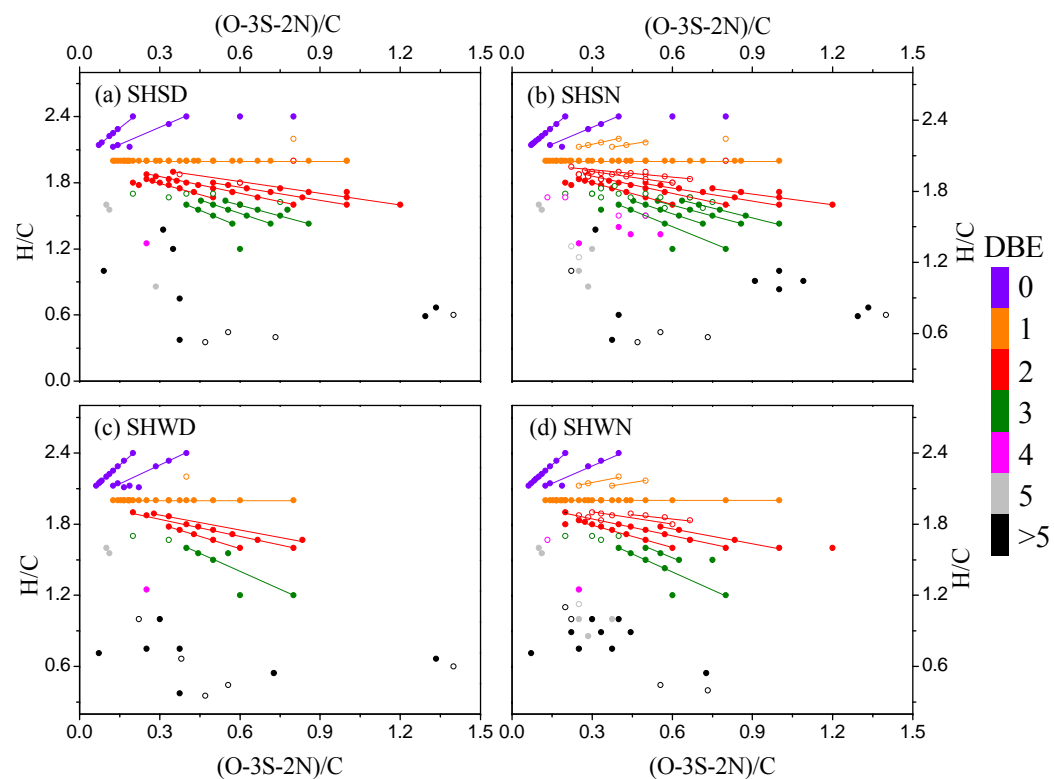 (O-3S-2N)/C (O-3S-2N)/C
0.0 0.3 0.6 0.9 1.2 0.0 0.3 0.6 0.9 1.2 1.5
(a) SHSD (b) SHSN
2.4 2.4
1.8 1.8
H/C H/C
1.2 1.2
0.6 0.6
0.0
(c) SHWD (d) SHWN
2.4 2.4
1.8 1.8
H/C H/C
1.2 1.2
0.6 0.6
0.0 0.3 0.6 0.9 1.2 1.5 0.0 0.3 0.6 0.9 1.2 1.5
(O-3S-2N)/C (O-3S-2N)/C
DBE
0
1
2
3
4
5
>5